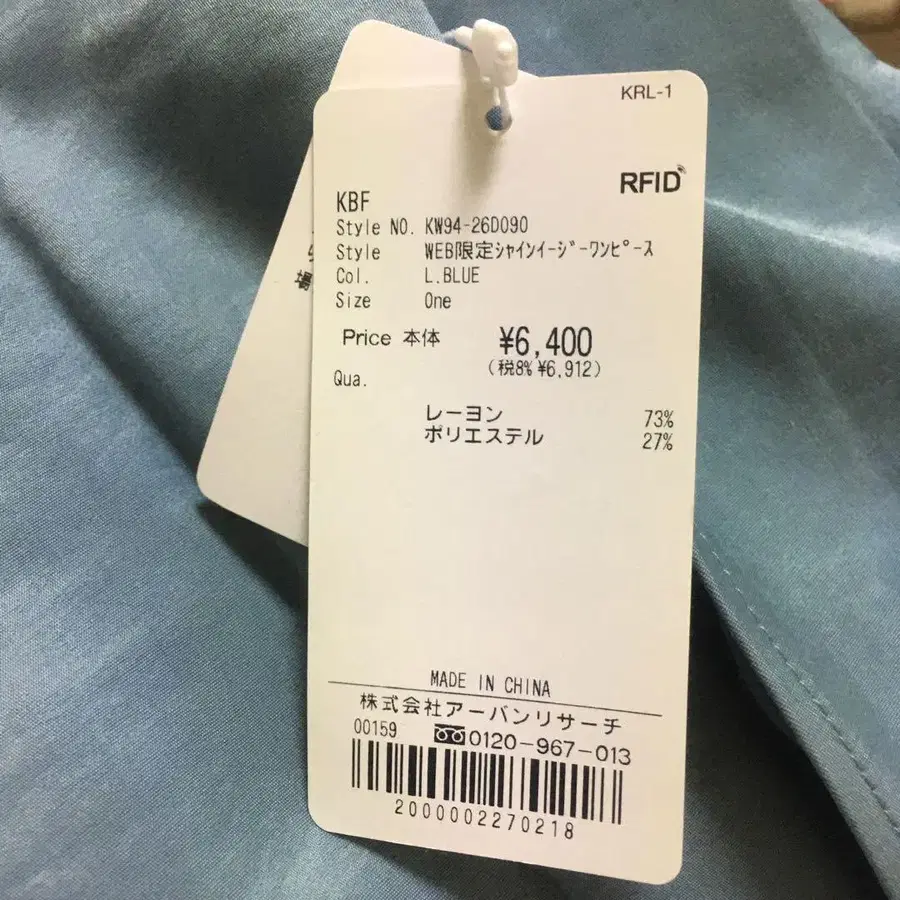 KRL-1
RFID
KBF
Style NO. KW94-26D090
Style WEB限定ｼｬｲﾝｲｰｼﾞｰﾜﾝﾋﾟｰｽ
Col. L.BLUE
Size One
Price 本体 ¥6,400
(税8% ¥6,912)
Qua.
レーヨン 73%
ポリエステル 27%
MADE IN CHINA
株式会社アーバンリサーチ
00159 0120-967-013
2000002270218
場